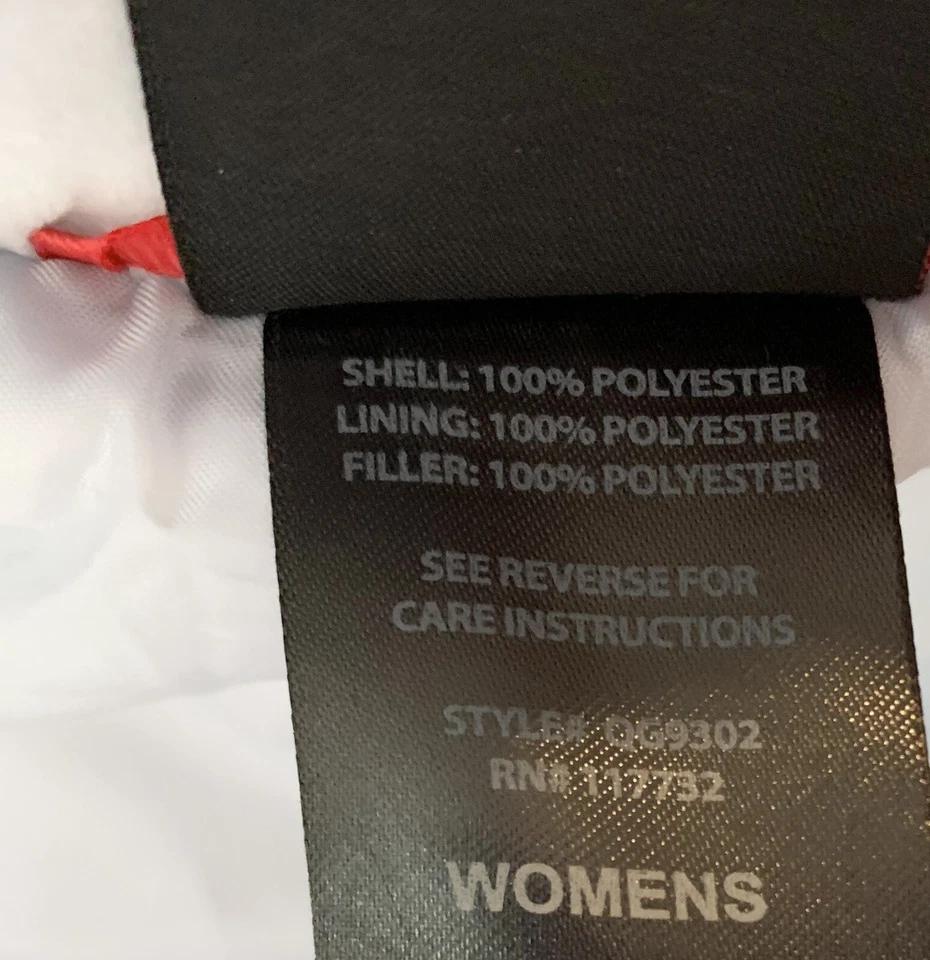 SHELL: 100% POLYESTER
LINING: 100% POLYESTER
FILLER: 100% POLYESTER
SEE REVERSE FOR
CARE INSTRUCTIONS
STYLE# QG9302
RN# 117732
WOMENS